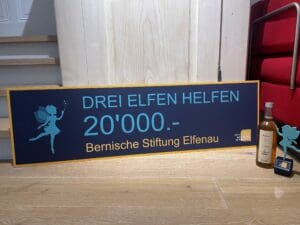 DREI ELFEN HELFEN
20'000.-
Bernische Stiftung Elfenau